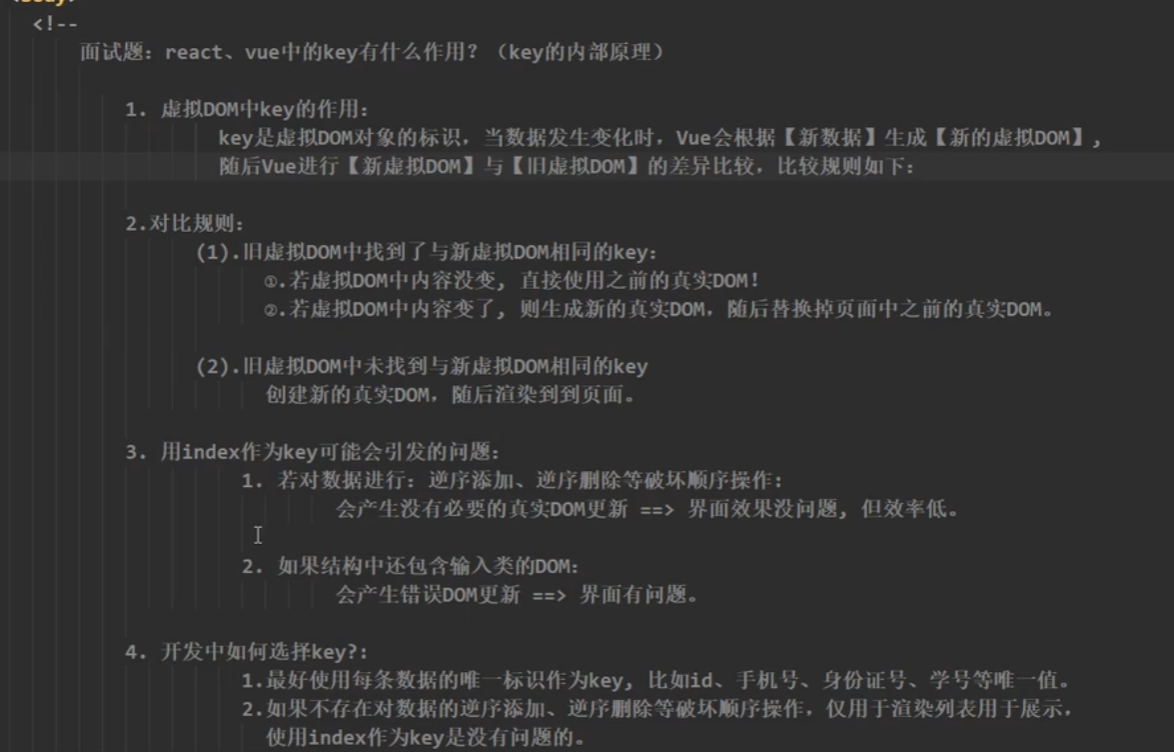 <!--
面试题：react、vue中的key有什么作用？（key的内部原理）
1. 虚拟DOM中key的作用：
key是虚拟DOM对象的标识，当数据发生变化时，Vue会根据【新数据】生成【新的虚拟DOM】,
随后Vue进行【新虚拟DOM】与【旧虚拟DOM】的差异比较，比较规则如下：
2.对比规则：
(1).旧虚拟DOM中找到了与新虚拟DOM相同的key：
①.若虚拟DOM中内容没变, 直接使用之前的真实DOM！
②.若虚拟DOM中内容变了, 则生成新的真实DOM，随后替换掉页面中之前的真实DOM。
(2).旧虚拟DOM中未找到与新虚拟DOM相同的key
创建新的真实DOM，随后渲染到到页面。
3. 用index作为key可能会引发的问题：
1. 若对数据进行：逆序添加、逆序删除等破坏顺序操作:
会产生没有必要的真实DOM更新 ==> 界面效果没问题, 但效率低。
2. 如果结构中还包含输入类的DOM：
会产生错误DOM更新 ==> 界面有问题。
4. 开发中如何选择key?:
1.最好使用每条数据的唯一标识作为key, 比如id、手机号、身份证号、学号等唯一值。
2.如果不存在对数据的逆序添加、逆序删除等破坏顺序操作，仅用于渲染列表用于展示，
使用index作为key是没有问题的。